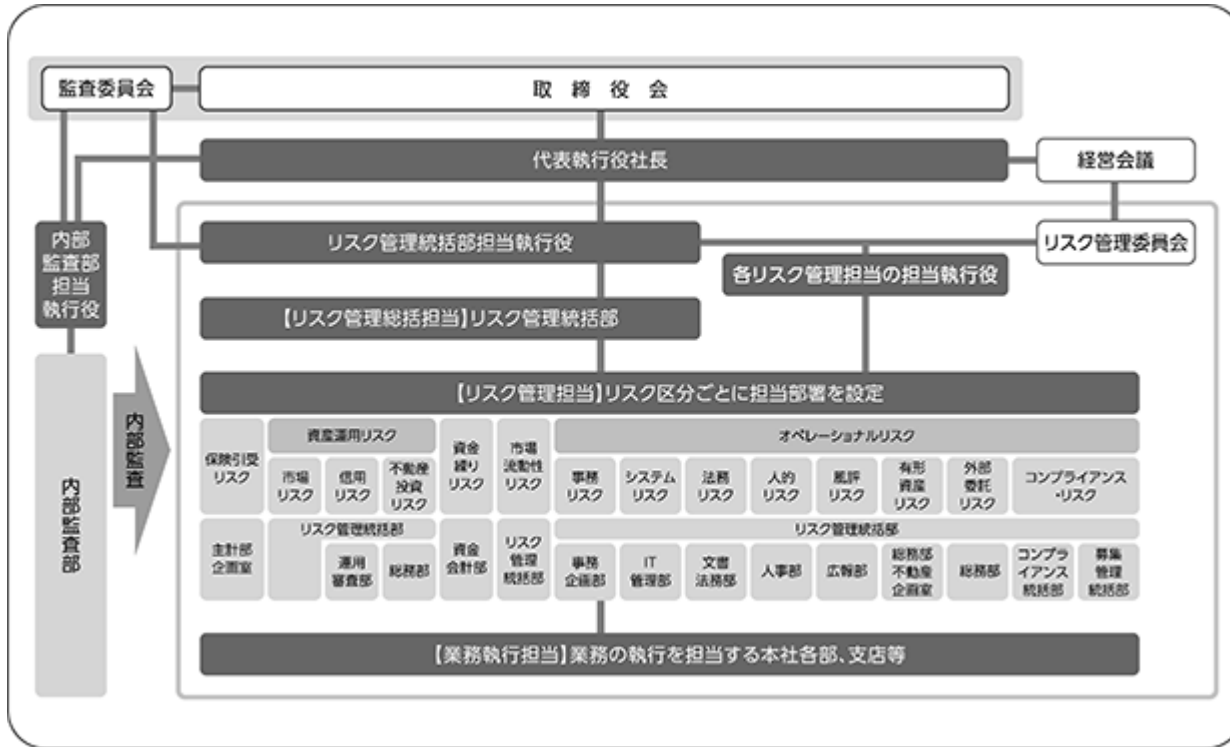 監査委員会
取締役会
代表執行役社長
経営会議
内部
監査部
担当
執行役
リスク管理統括部担当執行役
リスク管理委員会
各リスク管理担当の担当執行役
【リスク管理総括担当】リスク管理統括部
内部監査部
内部監査
【リスク管理担当】リスク区分ごとに担当部署を設定
保険引受
リスク
資産運用リスク
市場
リスク
信用
リスク
不動産
投資
リスク
資金
繰り
リスク
市場
流動性
リスク
オペレーショナルリスク
事務
リスク
システム
リスク
法務
リスク
人的
リスク
風評
リスク
有形
資産
リスク
外部
委託
リスク
コンプライアンス
・リスク
主計部
企画室
リスク管理統括部
運用
審査部
総務部
資金
会計部
リスク
管理
統括部
リスク管理統括部
事務
企画部
IT
管理部
文書
法務部
人事部
広報部
総務部
不動産
企画室
総務部
コンプラ
イアンス
統括部
募集
管理
統括部
【業務執行担当】業務の執行を担当する本社各部、支店等